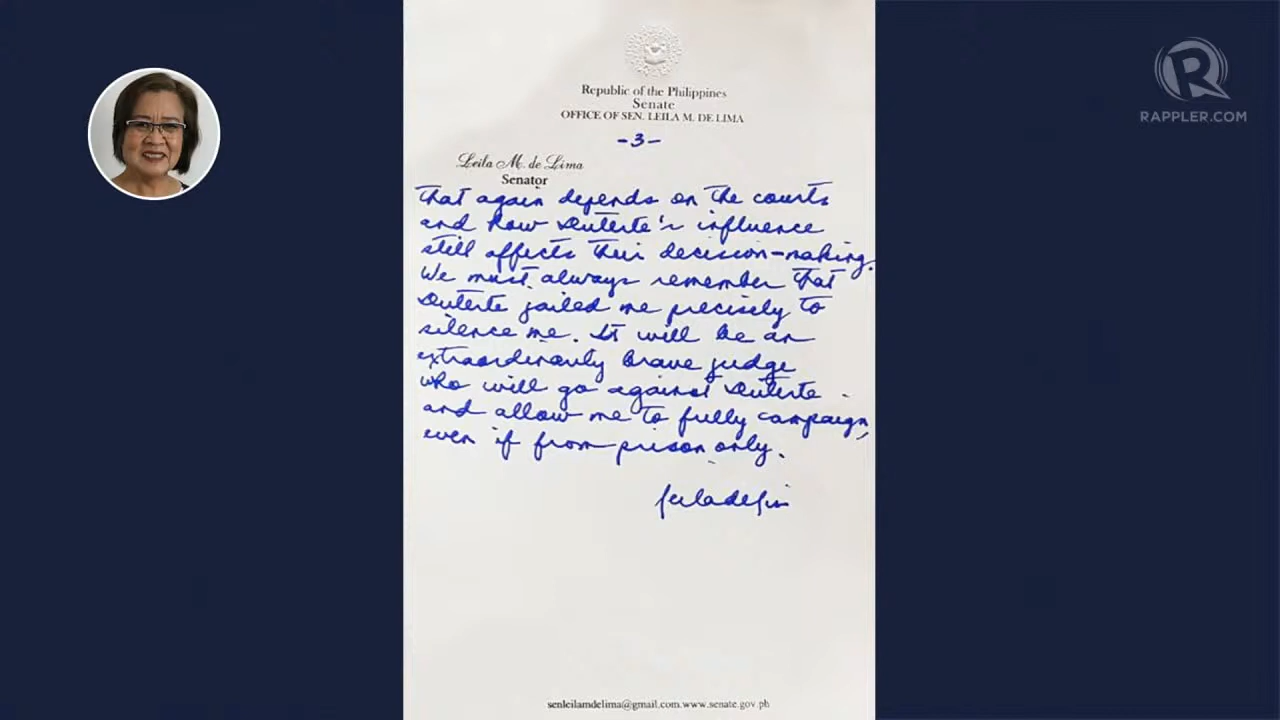 Republic of the Philippines
Senate
OFFICE OF SEN. LEILA M. DE LIMA
-3-
Leila M. de Lima
Senator
that again depends on the courts
and how Duterte's influence
still affects their decision-making.
We must always remember that
Duterte jailed me precisely to
silence me. It will be an
extraordinarily brave judge
who will go against Duterte
and allow me to fully campaign,
even if from prison only.
senleilamdelima@gmail.com.www.senate.gov.ph
R
RAPPLER.COM